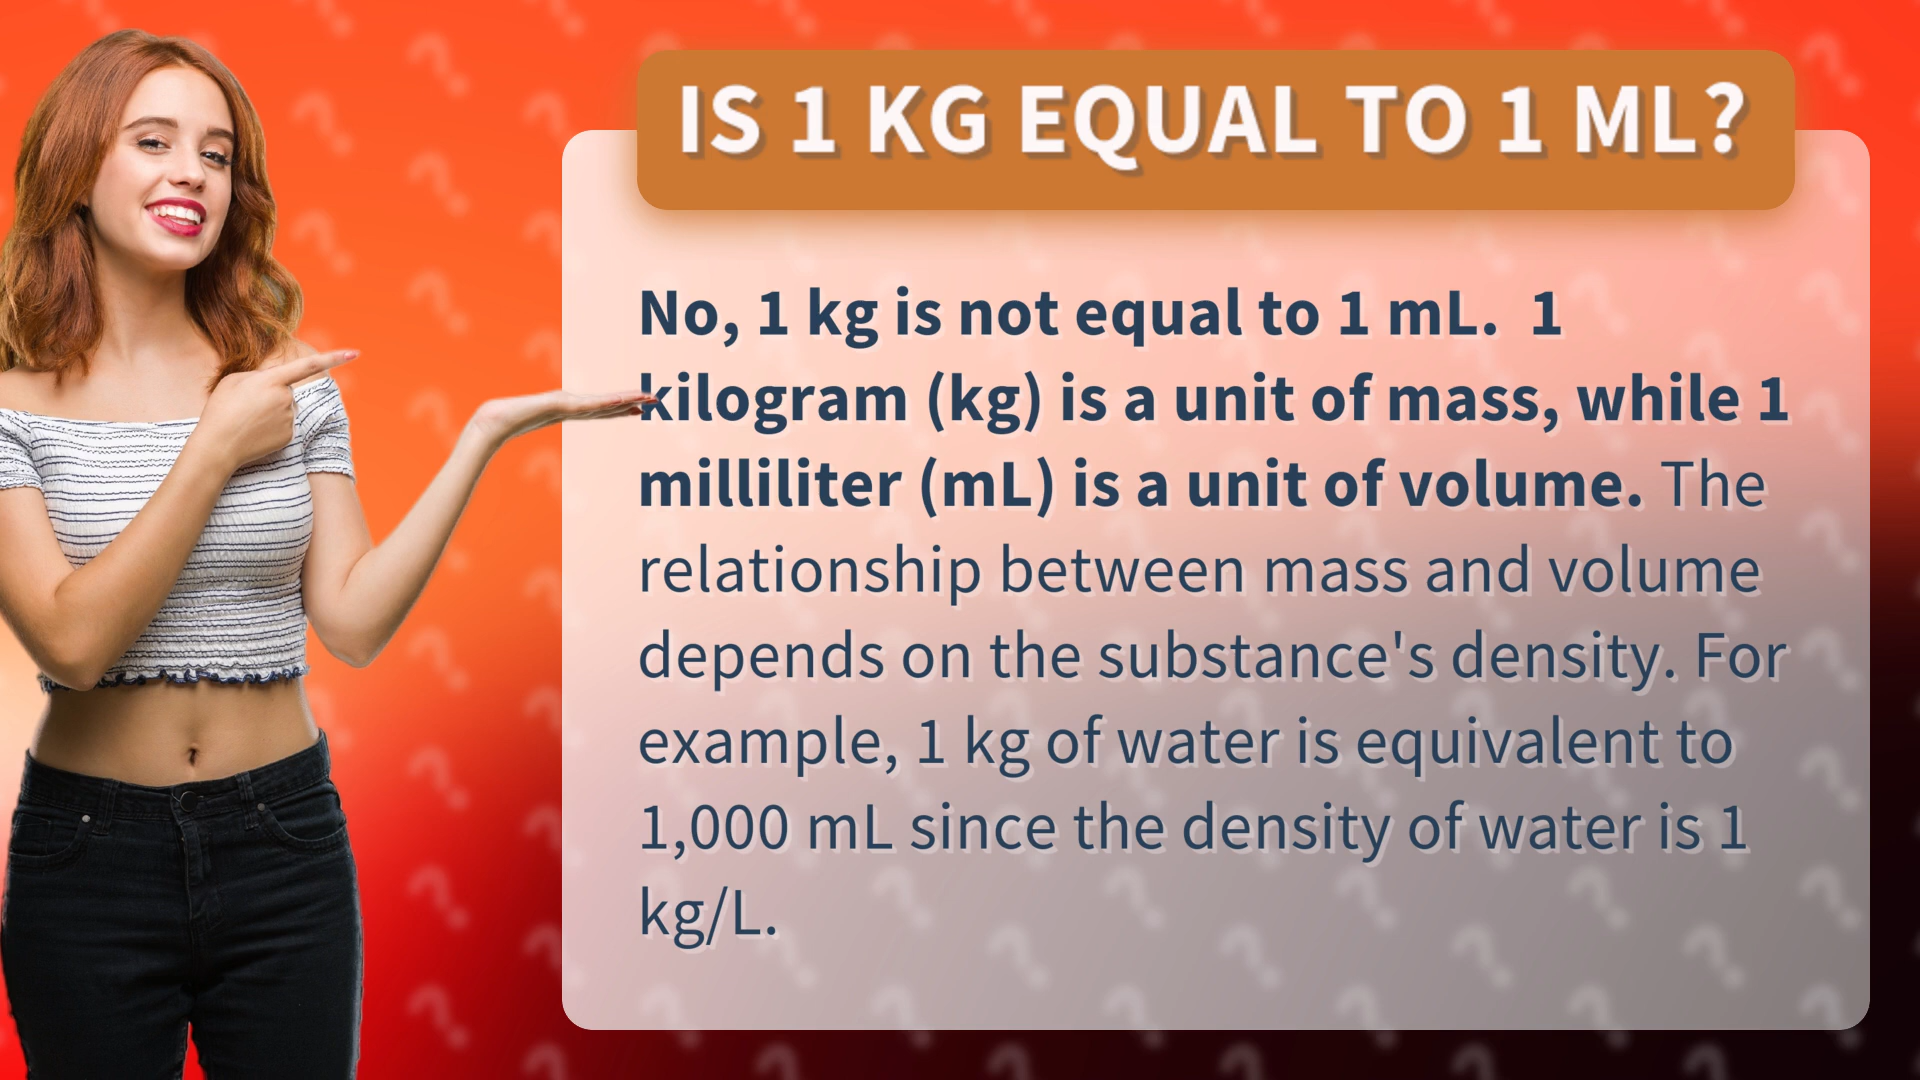 IS 1 KG EQUAL TO 1 ML?
No, 1 kg is not equal to 1 mL.  1
kilogram (kg) is a unit of mass, while 1
milliliter (mL) is a unit of volume. The
relationship between mass and volume
depends on the substance's density. For
example, 1 kg of water is equivalent to
1,000 mL since the density of water is 1
kg/L.